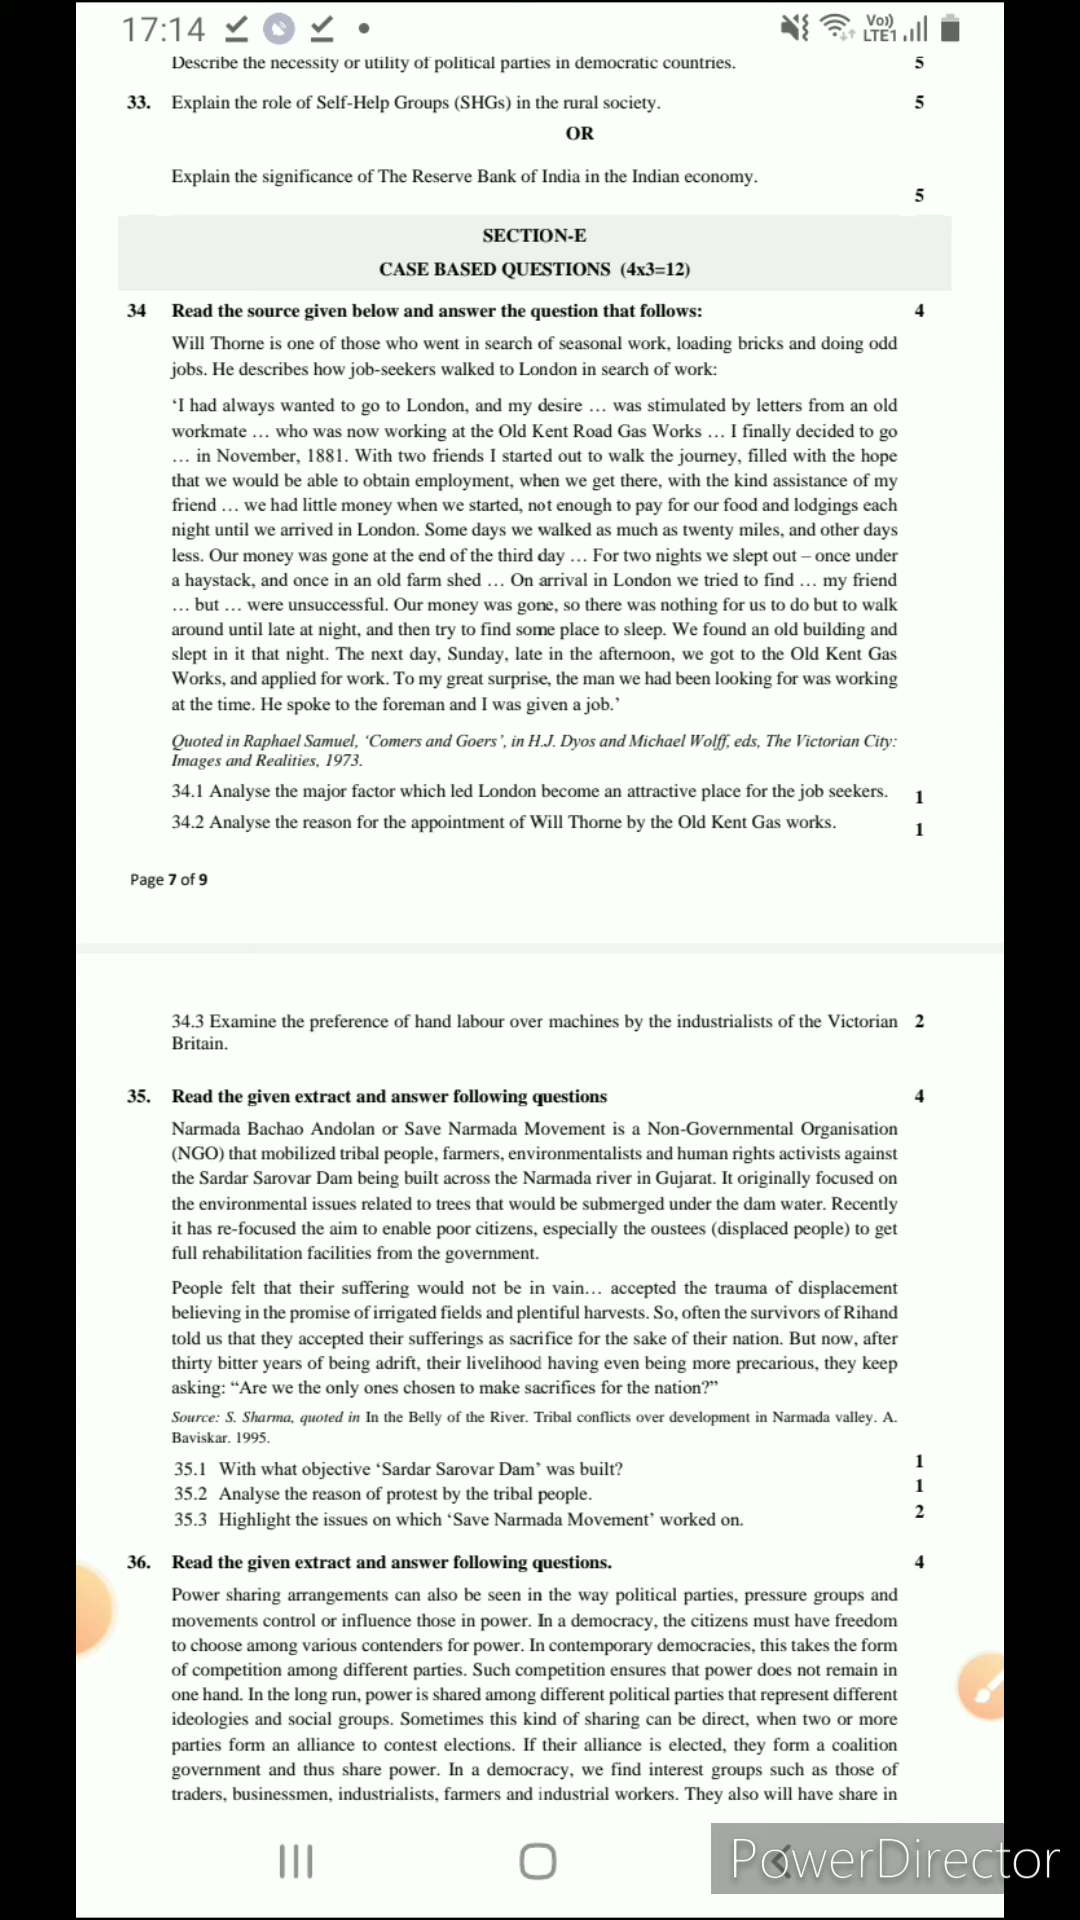 17:14
Vo)) LTE1
Describe the necessity or utility of political parties in democratic countries. 5
33. Explain the role of Self-Help Groups (SHGs) in the rural society. 5
OR
Explain the significance of The Reserve Bank of India in the Indian economy.
5
SECTION-E
CASE BASED QUESTIONS (4x3=12)
34 Read the source given below and answer the question that follows: 4
Will Thorne is one of those who went in search of seasonal work, loading bricks and doing odd
jobs. He describes how job-seekers walked to London in search of work:
‘I had always wanted to go to London, and my desire … was stimulated by letters from an old
workmate … who was now working at the Old Kent Road Gas Works … I finally decided to go
… in November, 1881. With two friends I started out to walk the journey, filled with the hope
that we would be able to obtain employment, when we get there, with the kind assistance of my
friend … we had little money when we started, not enough to pay for our food and lodgings each
night until we arrived in London. Some days we walked as much as twenty miles, and other days
less. Our money was gone at the end of the third day … For two nights we slept out – once under
a haystack, and once in an old farm shed … On arrival in London we tried to find … my friend
… but … were unsuccessful. Our money was gone, so there was nothing for us to do but to walk
around until late at night, and then try to find some place to sleep. We found an old building and
slept in it that night. The next day, Sunday, late in the afternoon, we got to the Old Kent Gas
Works, and applied for work. To my great surprise, the man we had been looking for was working
at the time. He spoke to the foreman and I was given a job.’
Quoted in Raphael Samuel, ‘Comers and Goers’, in H.J. Dyos and Michael Wolff, eds, The Victorian City:
Images and Realities, 1973.
34.1 Analyse the major factor which led London become an attractive place for the job seekers. 1
34.2 Analyse the reason for the appointment of Will Thorne by the Old Kent Gas works. 1
Page 7 of 9
34.3 Examine the preference of hand labour over machines by the industrialists of the Victorian 2
Britain.
35. Read the given extract and answer following questions 4
Narmada Bachao Andolan or Save Narmada Movement is a Non-Governmental Organisation
(NGO) that mobilized tribal people, farmers, environmentalists and human rights activists against
the Sardar Sarovar Dam being built across the Narmada river in Gujarat. It originally focused on
the environmental issues related to trees that would be submerged under the dam water. Recently
it has re-focused the aim to enable poor citizens, especially the oustees (displaced people) to get
full rehabilitation facilities from the government.
People felt that their suffering would not be in vain… accepted the trauma of displacement
believing in the promise of irrigated fields and plentiful harvests. So, often the survivors of Rihand
told us that they accepted their sufferings as sacrifice for the sake of their nation. But now, after
thirty bitter years of being adrift, their livelihood having even being more precarious, they keep
asking: “Are we the only ones chosen to make sacrifices for the nation?”
Source: S. Sharma, quoted in In the Belly of the River. Tribal conflicts over development in Narmada valley. A.
Baviskar. 1995.
35.1 With what objective ‘Sardar Sarovar Dam’ was built? 1
35.2 Analyse the reason of protest by the tribal people. 1
35.3 Highlight the issues on which ‘Save Narmada Movement’ worked on. 2
36. Read the given extract and answer following questions. 4
Power sharing arrangements can also be seen in the way political parties, pressure groups and
movements control or influence those in power. In a democracy, the citizens must have freedom
to choose among various contenders for power. In contemporary democracies, this takes the form
of competition among different parties. Such competition ensures that power does not remain in
one hand. In the long run, power is shared among different political parties that represent different
ideologies and social groups. Sometimes this kind of sharing can be direct, when two or more
parties form an alliance to contest elections. If their alliance is elected, they form a coalition
government and thus share power. In a democracy, we find interest groups such as those of
traders, businessmen, industrialists, farmers and industrial workers. They also will have share in
PowerDirector